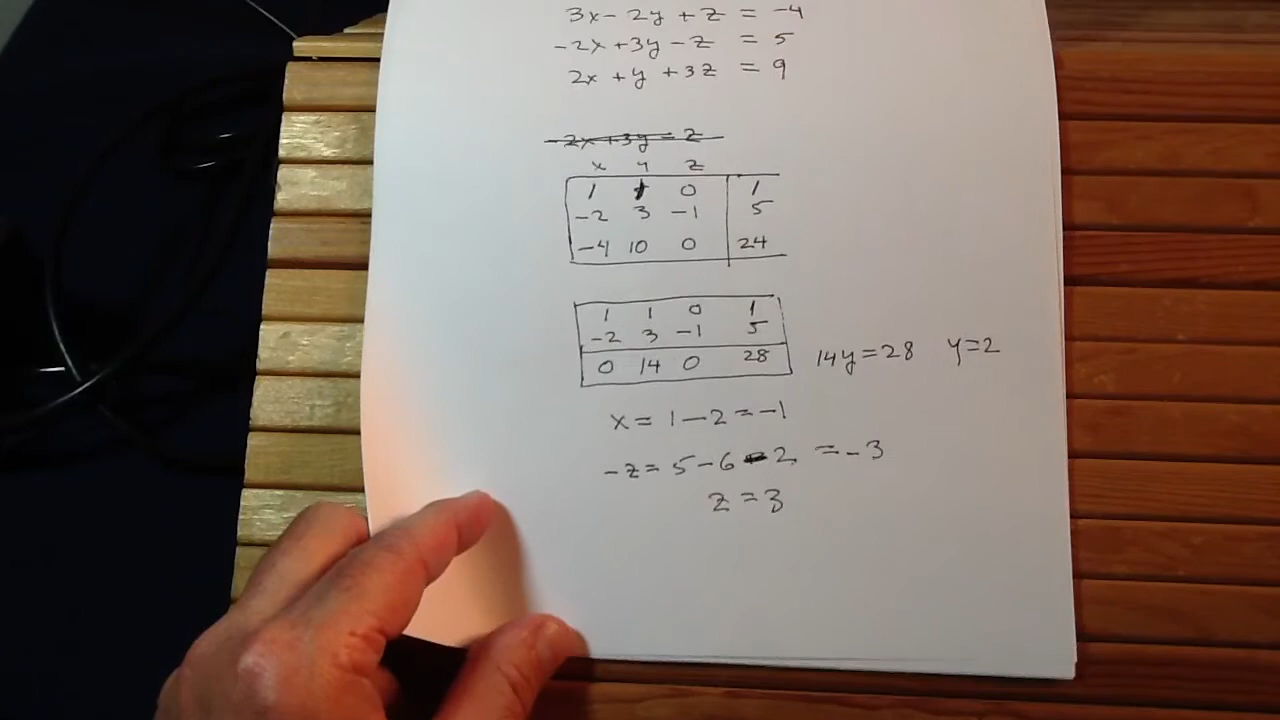 3x - 2y + z = -4
-2x + 3y - z = 5
2x + y + 3z = 9
-2x + 3y = z
x y z
1 1 0 1
-2 3 -1 5
-4 10 0 24
1 1 0 1
-2 3 -1 5
0 14 0 28 14y = 28 y = 2
x = 1 - 2 = -1
-z = 5 - 6 - 2 = -3
z = 3